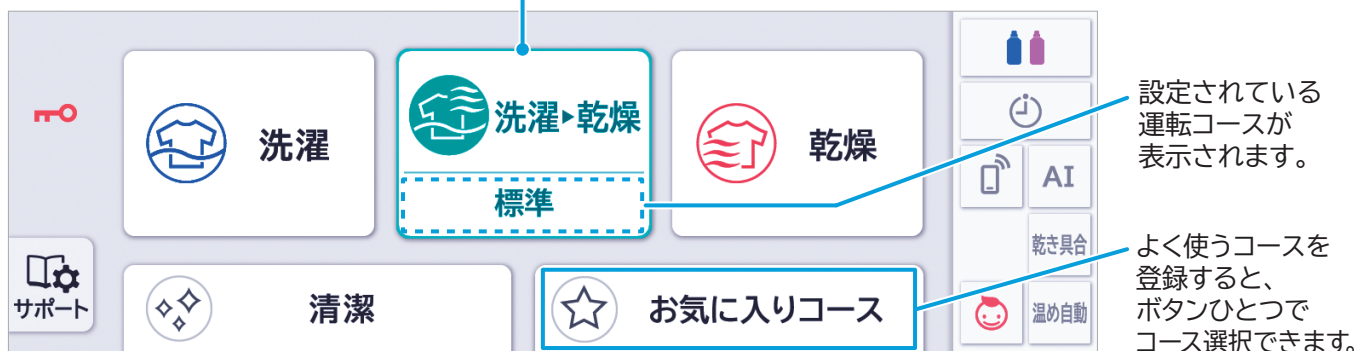 洗濯
洗濯▶乾燥
標準
乾燥
AI
設定されている
運転コースが
表示されます。
乾き具合
サポート
清潔
お気に入りコース
温め自動
よく使うコースを
登録すると、
ボタンひとつで
コース選択できます。